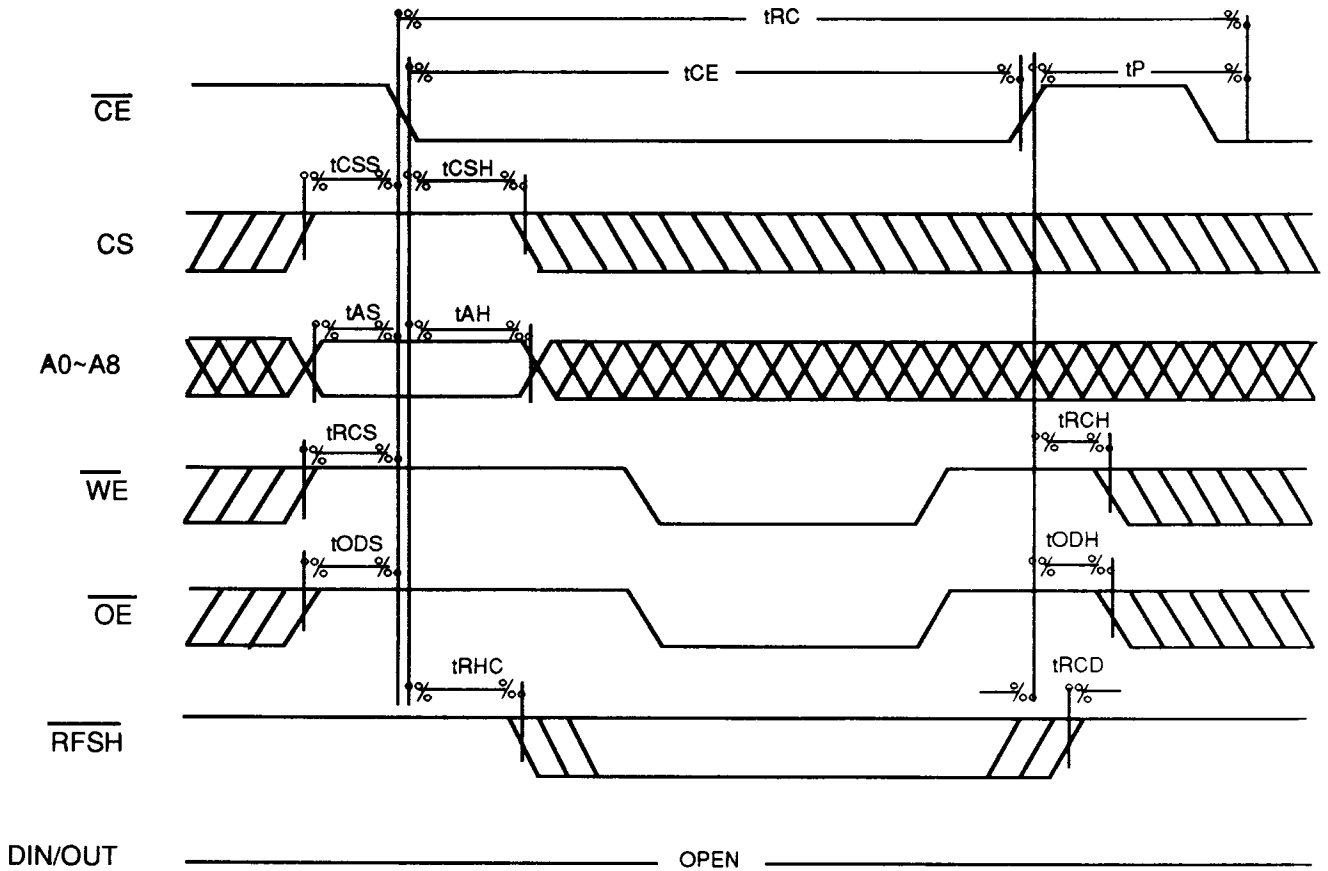 tRC
tCE
tP
CE
tCSS
tCSH
CS
tAS
tAH
A0~A8
tRCS
tRCH
WE
tODS
tODH
OE
tRHC
tRCD
RFSH
DIN/OUT
OPEN